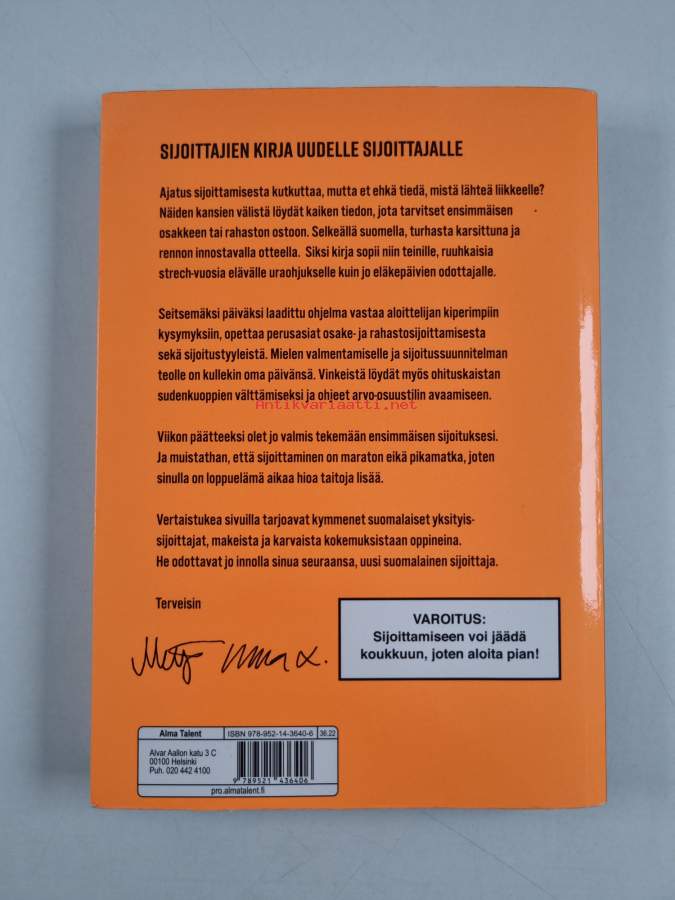 SIJOITTAJIEN KIRJA UUDELLE SIJOITTAJALLE
Ajatus sijoittamisesta kutkuttaa, mutta et ehkä tiedä, mistä lähteä liikkeelle?
Näiden kansien välistä löydät kaiken tiedon, jota tarvitset ensimmäisen
osakkeen tai rahaston ostoon. Selkeällä suomella, turhasta karsittuna ja
rennon innostavalla otteella. Siksi kirja sopii niin teinille, ruuhkaisia
strech-vuosia elävälle uraohjukselle kuin jo eläkepäivien odottajalle.
Seitsemäksi päiväksi laadittu ohjelma vastaa aloittelijan kiperimpiin
kysymyksiin, opettaa perusasiat osake- ja rahastosijoittamisesta
sekä sijoitustyyleistä. Mielen valmentamiselle ja sijoitussuunnitelman
teolle on kullekin oma päivänsä. Vinkeistä löydät myös ohituskaistan
sudenkuoppien välttämiseksi ja ohjeet arvo-osuustilin avaamiseen.
Antikvariaatti.net
Viikon päätteeksi olet jo valmis tekemään ensimmäisen sijoituksesi.
Ja muistathan, että sijoittaminen on maraton eikä pikamatka, joten
sinulla on loppuelämä aikaa hioa taitoja lisää.
Vertaistukea sivuilla tarjoavat kymmenet suomalaiset yksityis-
sijoittajat, makeista ja karvaista kokemuksistaan oppineina.
He odottavat jo innolla sinua seuraansa, uusi suomalainen sijoittaja.
Terveisin
VAROITUS:
Sijoittamiseen voi jäädä
koukkuun, joten aloita pian!
Alma Talent
ISBN 978-952-14-3640-6
36.22
Alvar Aallon katu 3 C
00100 Helsinki
Puh. 020 442 4100
9 789521 436406
pro.almatalent.fi